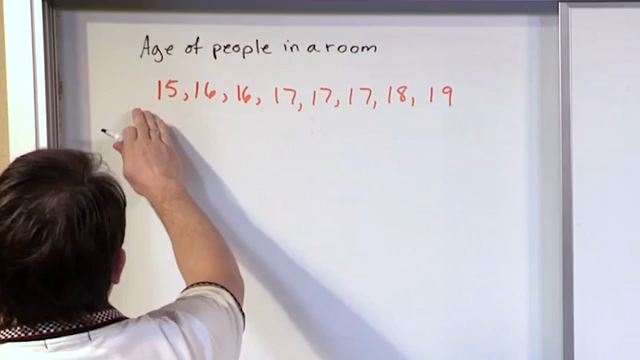 Age of people in a room
15, 16, 16, 17, 17, 17, 18, 19